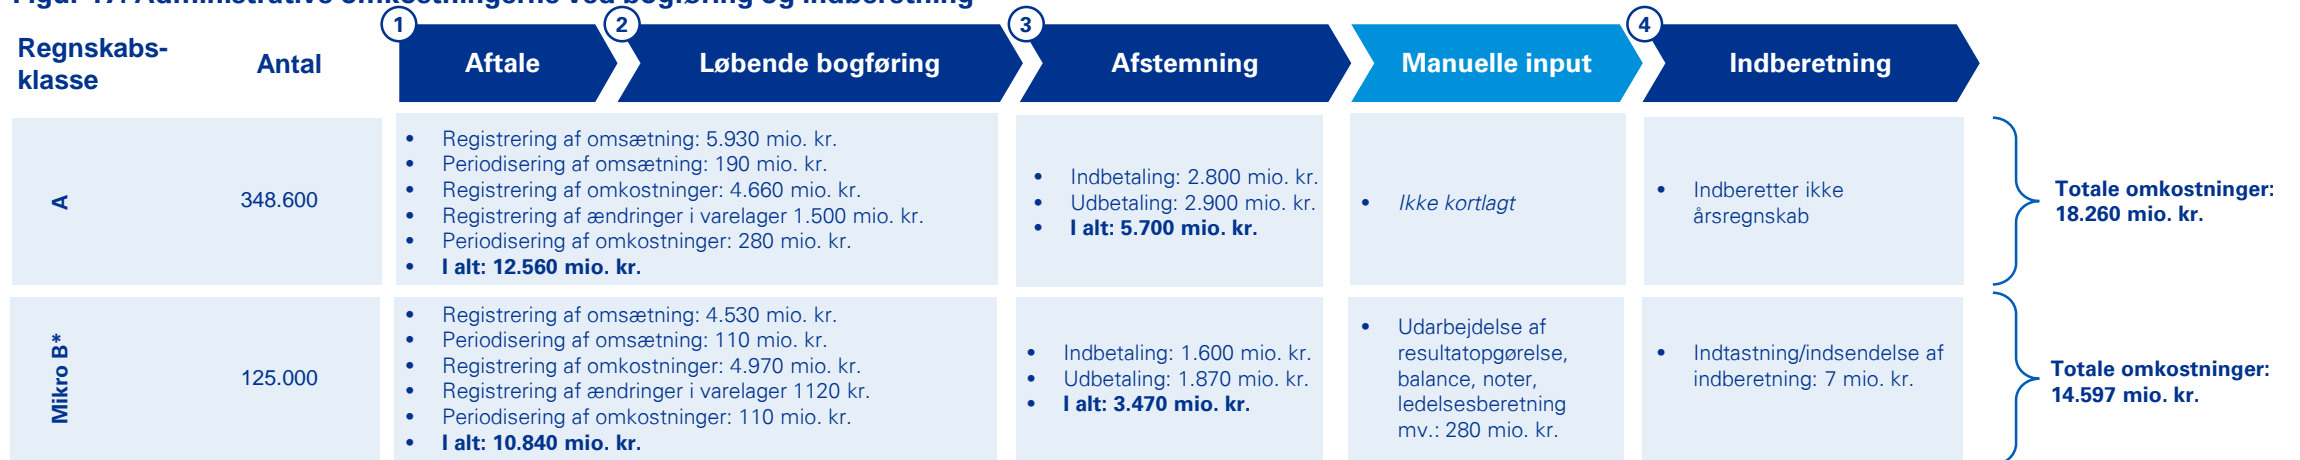 Figur 17: Administrative omkostningerne ved bogføring og indberetning
1
2
3
4
Regnskabs-
klasse
Antal
Aftale
Løbende bogføring
Afstemning
Manuelle input
Indberetning
A
348.600
• Registrering af omsætning: 5.930 mio. kr.
• Periodisering af omsætning: 190 mio. kr.
• Registrering af omkostninger: 4.660 mio. kr.
• Registrering af ændringer i varelager 1.500 mio. kr.
• Periodisering af omkostninger: 280 mio. kr.
• I alt: 12.560 mio. kr.
• Indbetaling: 2.800 mio. kr.
• Udbetaling: 2.900 mio. kr.
• I alt: 5.700 mio. kr.
• Ikke kortlagt
• Indberetter ikke
årsregnskab
Totale omkostninger:
18.260 mio. kr.
Mikro B*
125.000
• Registrering af omsætning: 4.530 mio. kr.
• Periodisering af omsætning: 110 mio. kr.
• Registrering af omkostninger: 4.970 mio. kr.
• Registrering af ændringer i varelager 1120 kr.
• Periodisering af omkostninger: 110 mio. kr.
• I alt: 10.840 mio. kr.
• Indbetaling: 1.600 mio. kr.
• Udbetaling: 1.870 mio. kr.
• I alt: 3.470 mio. kr.
• Udarbejdelse af
resultatopgørelse,
balance, noter,
ledelsesberetning
mv.: 280 mio. kr.
• Indtastning/indsendelse af
indberetning: 7 mio. kr.
Totale omkostninger:
14.597 mio. kr.